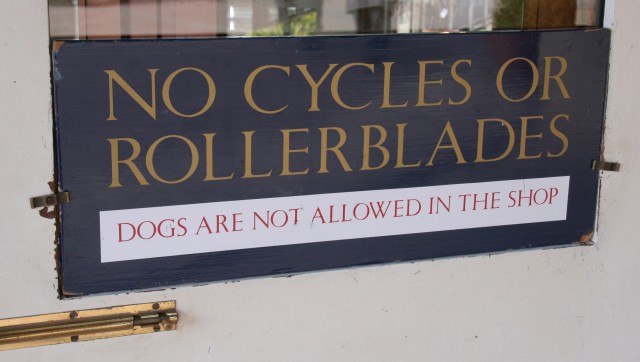 NO CYCLES OR
ROLLERBLADES
DOGS ARE NOT ALLOWED IN THE SHOP